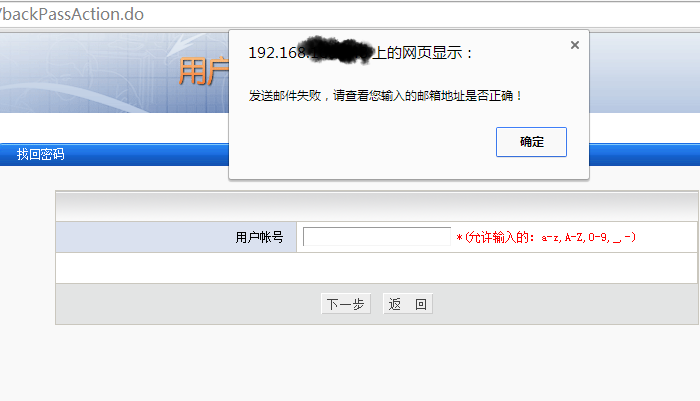 /backPassAction.do
192.168.1 上的网页显示：
用户
发送邮件失败，请查看您输入的邮箱地址是否正确！
确定
找回密码
用户帐号 *(允许输入的: a-z,A-Z,0-9,_,-)
下一步 返 回